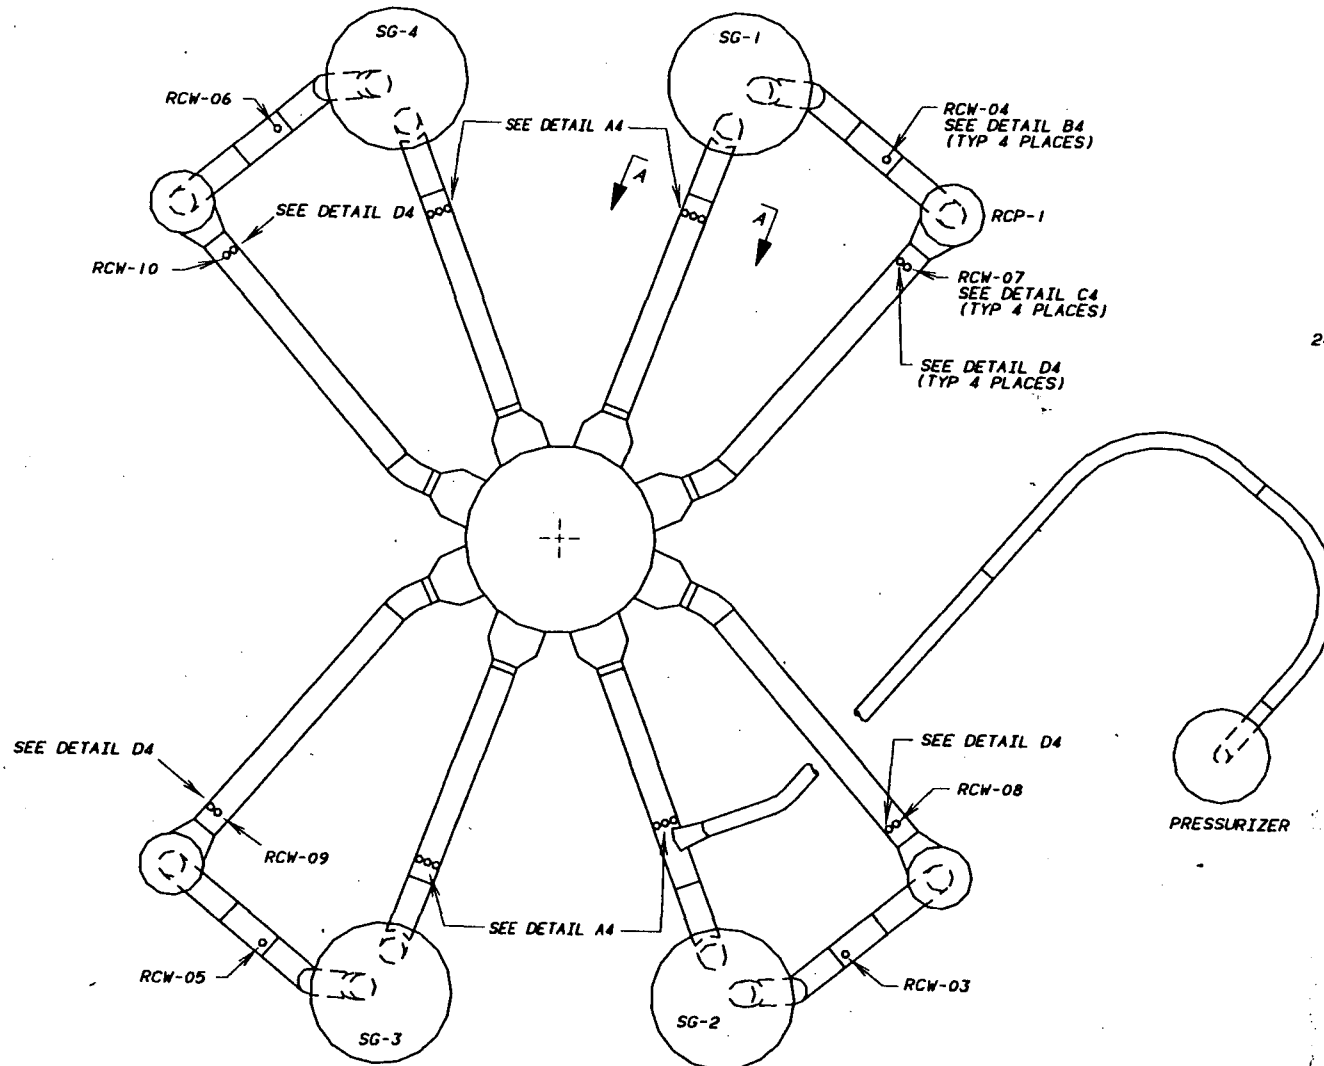 SG-4
SG-1
RCW-06
SEE DETAIL A4
RCW-04
SEE DETAIL B4
(TYP 4 PLACES)
A
A
SEE DETAIL D4
RCP-1
RCW-10
RCW-07
SEE DETAIL C4
(TYP 4 PLACES)
SEE DETAIL D4
(TYP 4 PLACES)
SEE DETAIL D4
SEE DETAIL D4
RCW-08
PRESSURIZER
RCW-09
SEE DETAIL A4
RCW-05
RCW-03
SG-3
SG-2